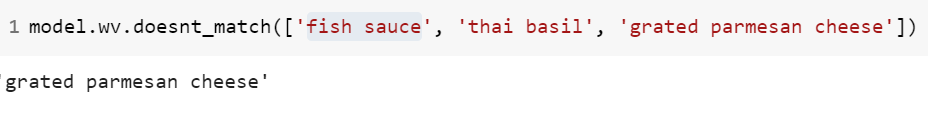 1 model.wv.doesnt_match(['fish sauce', 'thai basil', 'grated parmesan cheese'])
'grated parmesan cheese'